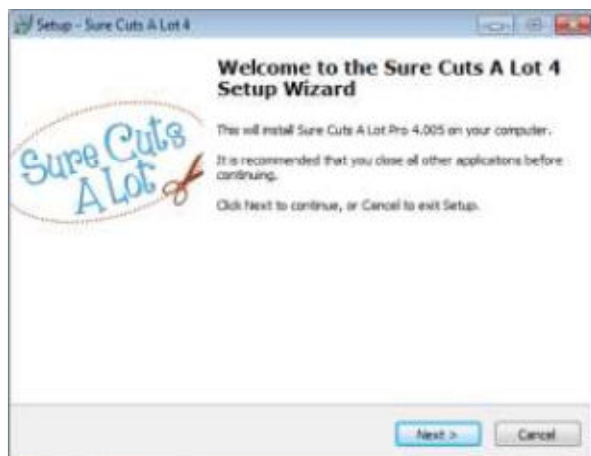 Setup - Sure Cuts A Lot 4
Welcome to the Sure Cuts A Lot 4
Setup Wizard
This will install Sure Cuts A Lot Pro 4.005 on your computer.
It is recommended that you close all other applications before
continuing.
Click Next to continue, or Cancel to exit Setup.
Sure Cuts
A Lot
Next >
Cancel